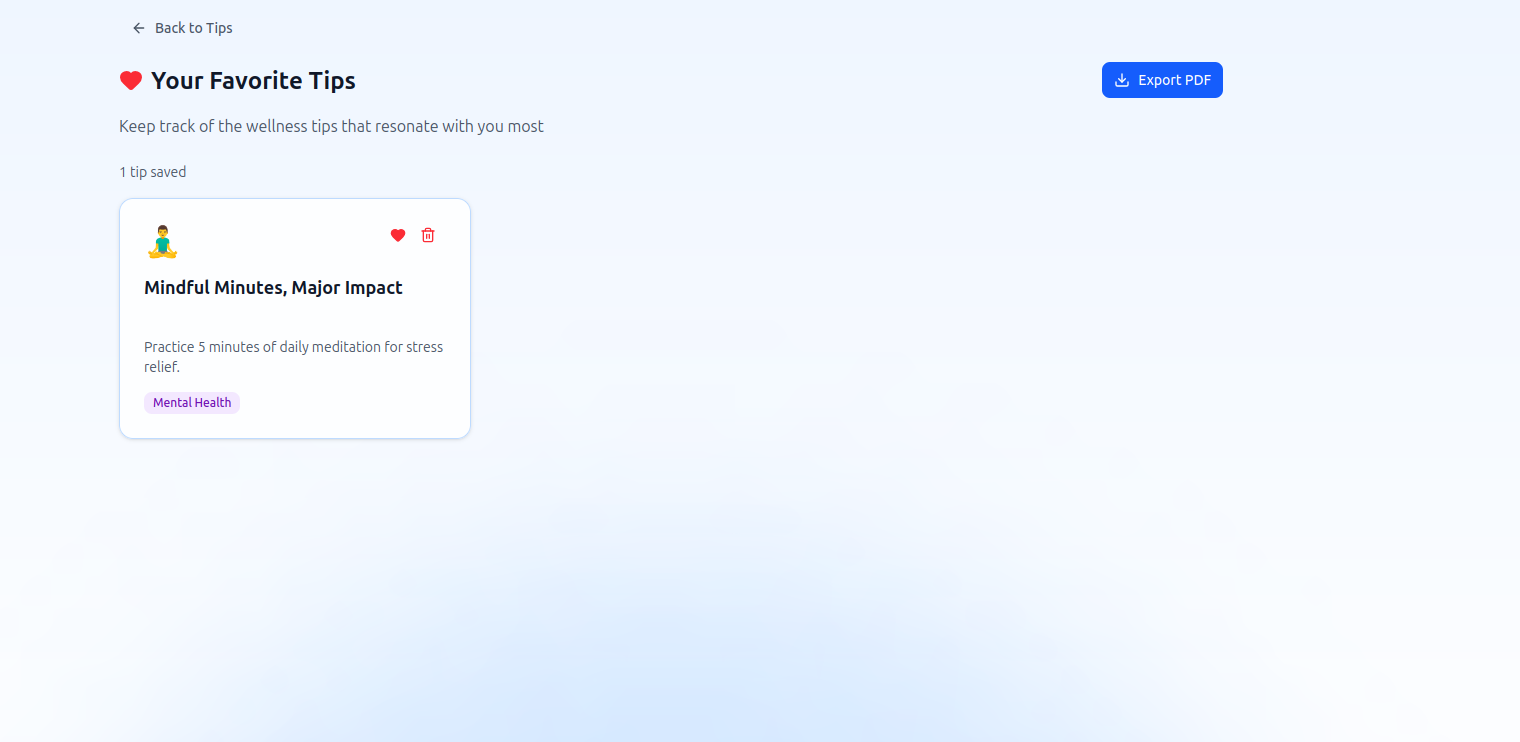 Back to Tips
Your Favorite Tips
Export PDF
Keep track of the wellness tips that resonate with you most
1 tip saved
Mindful Minutes, Major Impact
Practice 5 minutes of daily meditation for stress
relief.
Mental Health